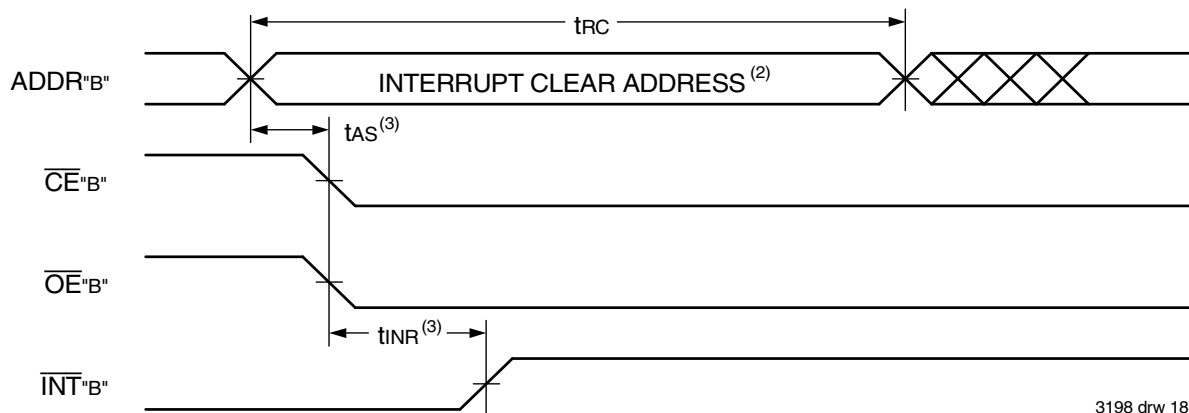 tRC
ADDR"B"
INTERRUPT CLEAR ADDRESS(2)
tAS(3)
CE"B"
OE"B"
tINR(3)
INT"B"
3198 drw 18